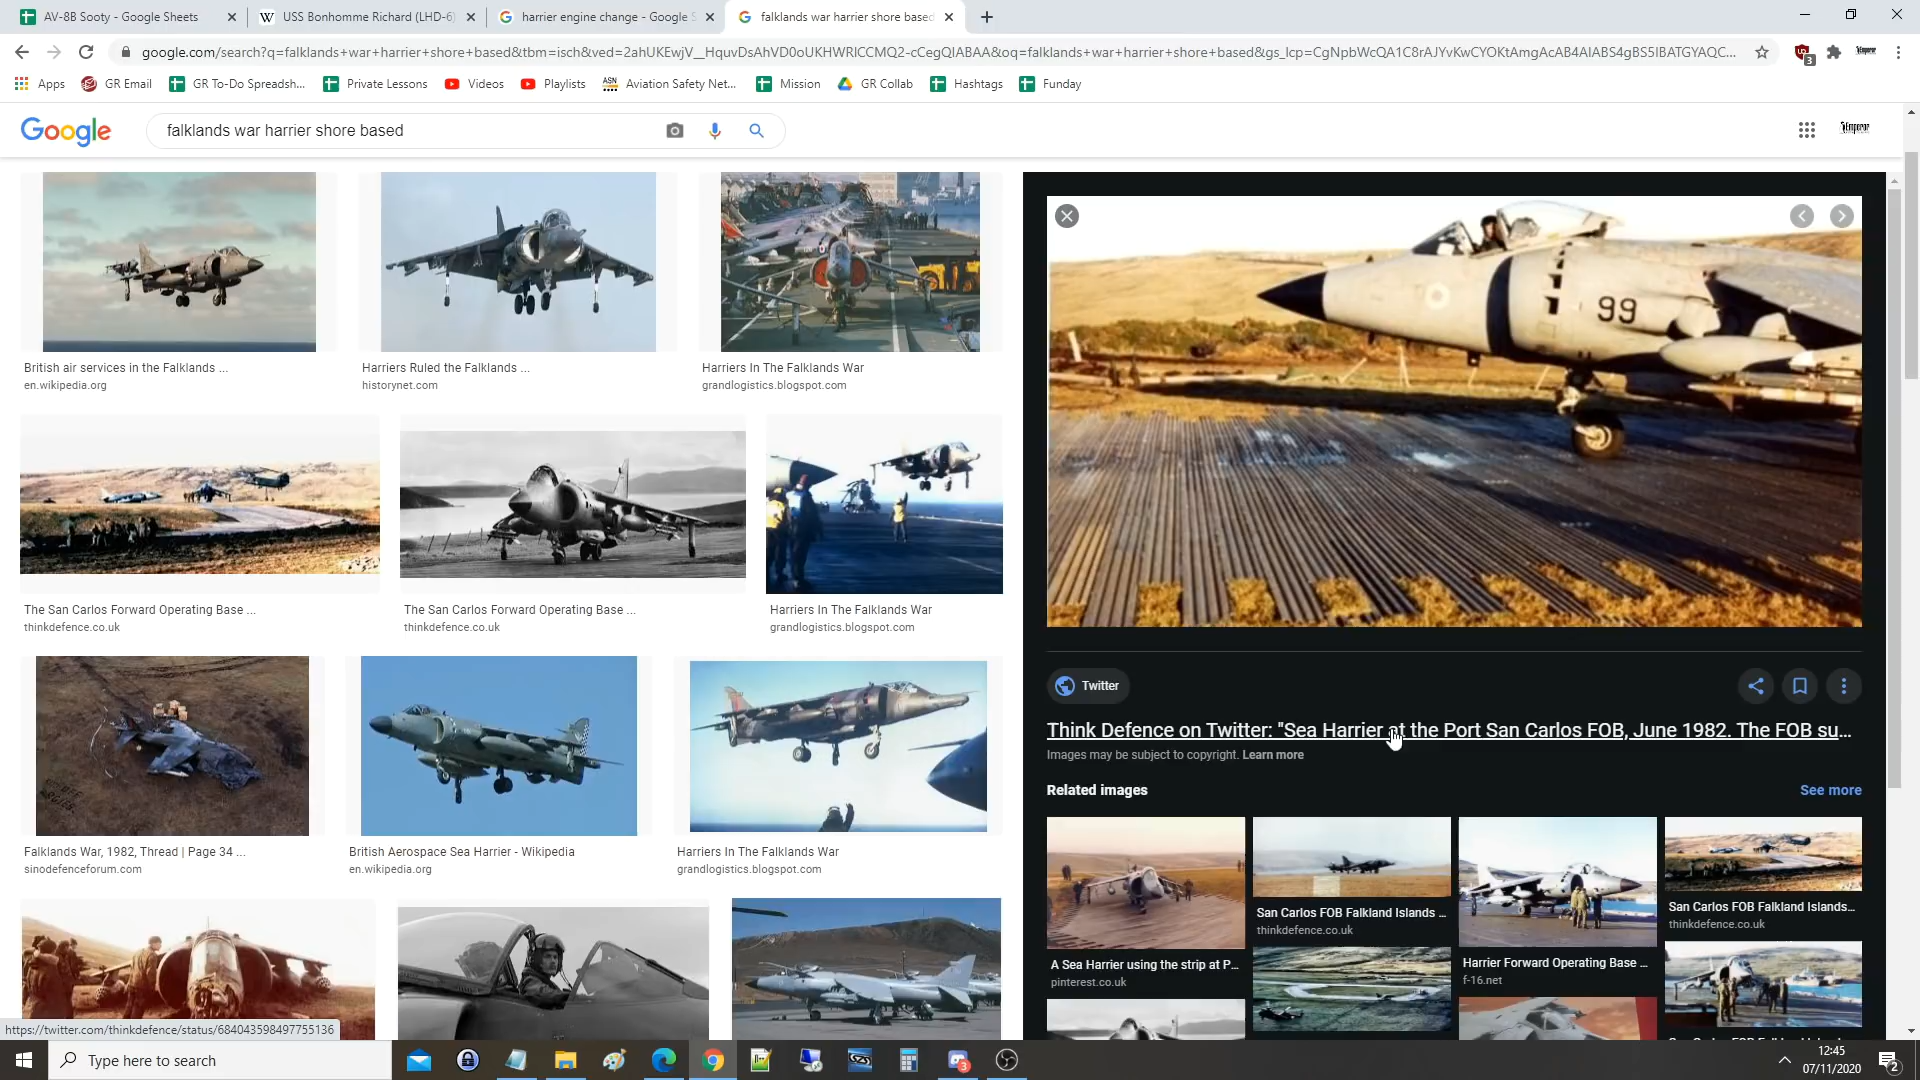 AV-8B Sooty - Google Sheets
USS Bonhomme Richard (LHD-6)
harrier engine change - Google S
falklands war harrier shore based
google.com/search?q=falklands+war+harrier+shore+based&tbm=isch&ved=2ahUKEwjV__HquvDsAhVD0oUKHWRlCCMQ2-cCegQIABAA&oq=falklands+war+harrier+shore+based&gs_lcp=CgNpbWcQA1C8rAJYvKwCYOKtAmgAcAB4AIABS4gBS5IBATGYAQC...
3
Apps
GR Email
GR To-Do Spreadsh...
Private Lessons
Videos
Playlists
ASN
Aviation Safety Net...
Mission
GR Collab
Hashtags
Funday
Google
falklands war harrier shore based
British air services in the Falklands ...
en.wikipedia.org
Harriers Ruled the Falklands ...
historynet.com
Harriers In The Falklands War
grandlogistics.blogspot.com
The San Carlos Forward Operating Base ...
thinkdefence.co.uk
The San Carlos Forward Operating Base ...
thinkdefence.co.uk
Harriers In The Falklands War
grandlogistics.blogspot.com
Falklands War, 1982, Thread | Page 34 ...
sinodefenceforum.com
British Aerospace Sea Harrier - Wikipedia
en.wikipedia.org
Harriers In The Falklands War
grandlogistics.blogspot.com
99
Twitter
Think Defence on Twitter: "Sea Harrier at the Port San Carlos FOB, June 1982. The FOB su...
Images may be subject to copyright. Learn more
Related images
See more
A Sea Harrier using the strip at P...
pinterest.co.uk
San Carlos FOB Falkland Islands ...
thinkdefence.co.uk
Harrier Forward Operating Base ...
f-16.net
San Carlos FOB Falkland Islands...
thinkdefence.co.uk
https://twitter.com/thinkdefence/status/684043598497755136
Type here to search
3
12:45
07/11/2020
2